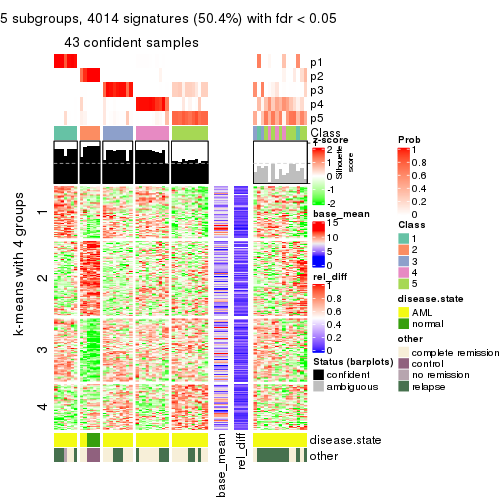 5 subgroups, 4014 signatures (50.4%) with fdr < 0.05
43 confident samples
p1
p2
p3
p4
p5
Class
1
Silhouette
score
k-means with 4 groups
1
2
3
4
z-score
2
1
0
-1
-2
base_mean
15
10
5
0
rel_diff
1
0.8
0.6
0.4
0.2
0
Status (barplots)
confident
ambiguous
Prob
1
0.8
0.6
0.4
0.2
0
Class
1
2
3
4
5
disease.state
AML
normal
other
complete remission
control
no remission
relapse
disease.state
other
base_mean
rel_diff